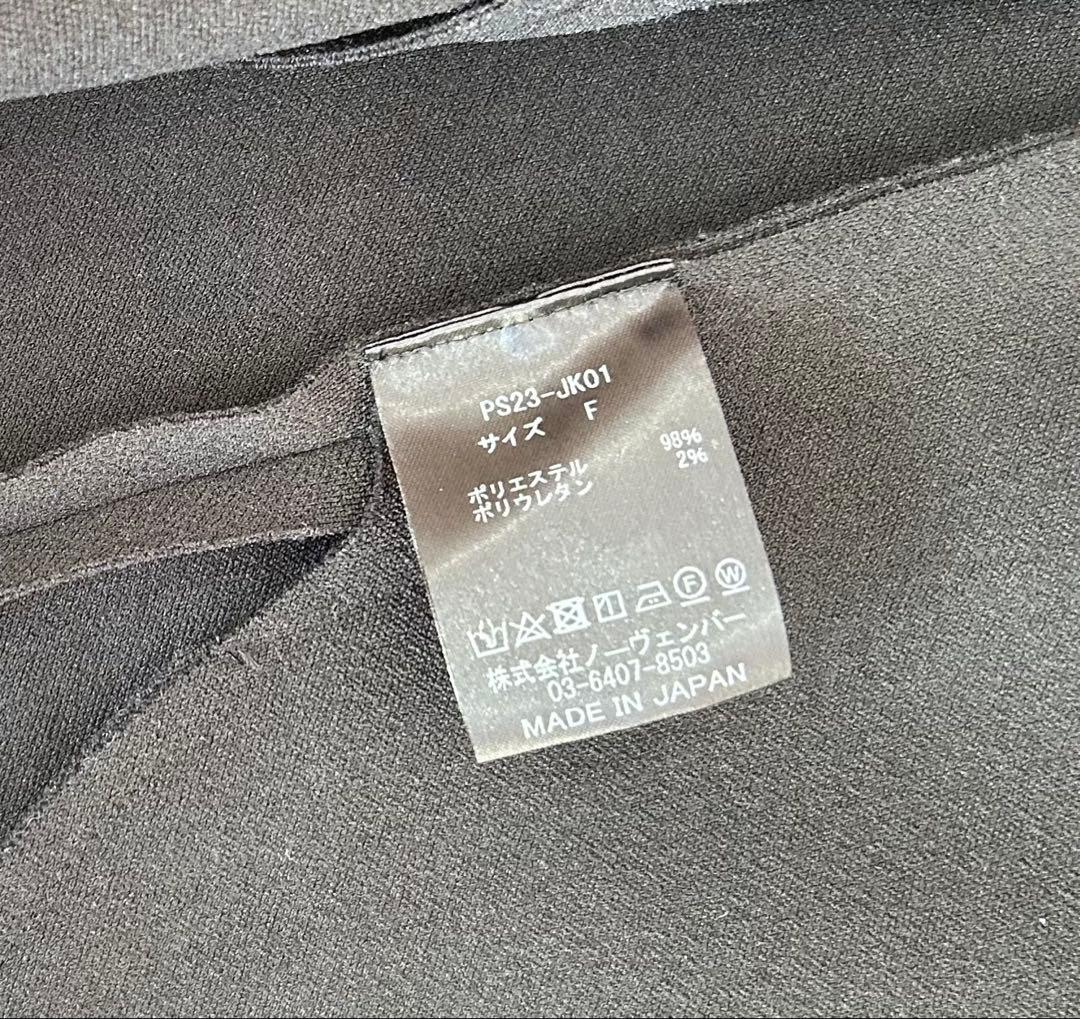 PS23-JK01
サイズ F
ポリエステル 98%
ポリウレタン 2%
F W
株式会社ノーヴェンバー
03-6407-8503
MADE IN JAPAN